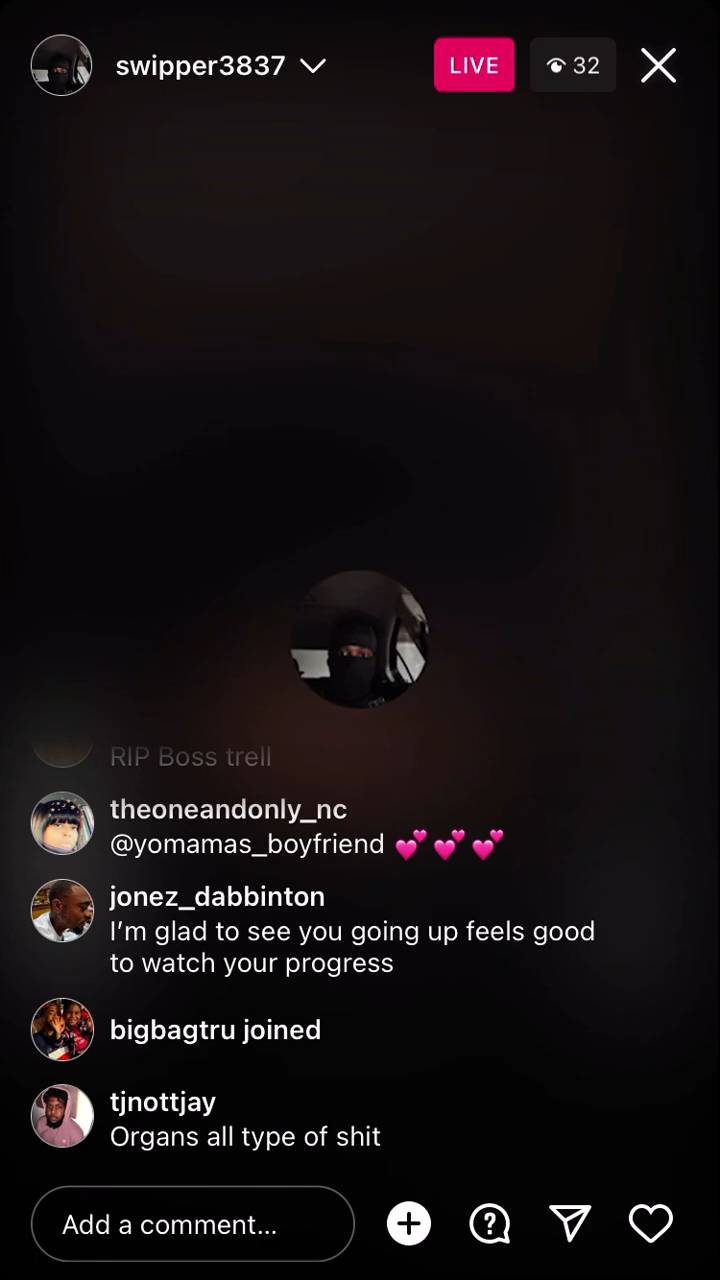 swipper3837
LIVE
32
RIP Boss trell
theoneandonly_nc
@yomamas_boyfriend 💕 💕 💕
jonez_dabbinton
I'm glad to see you going up feels good
to watch your progress
bigbagtru joined
tjnottjay
Organs all type of shit
Add a comment...